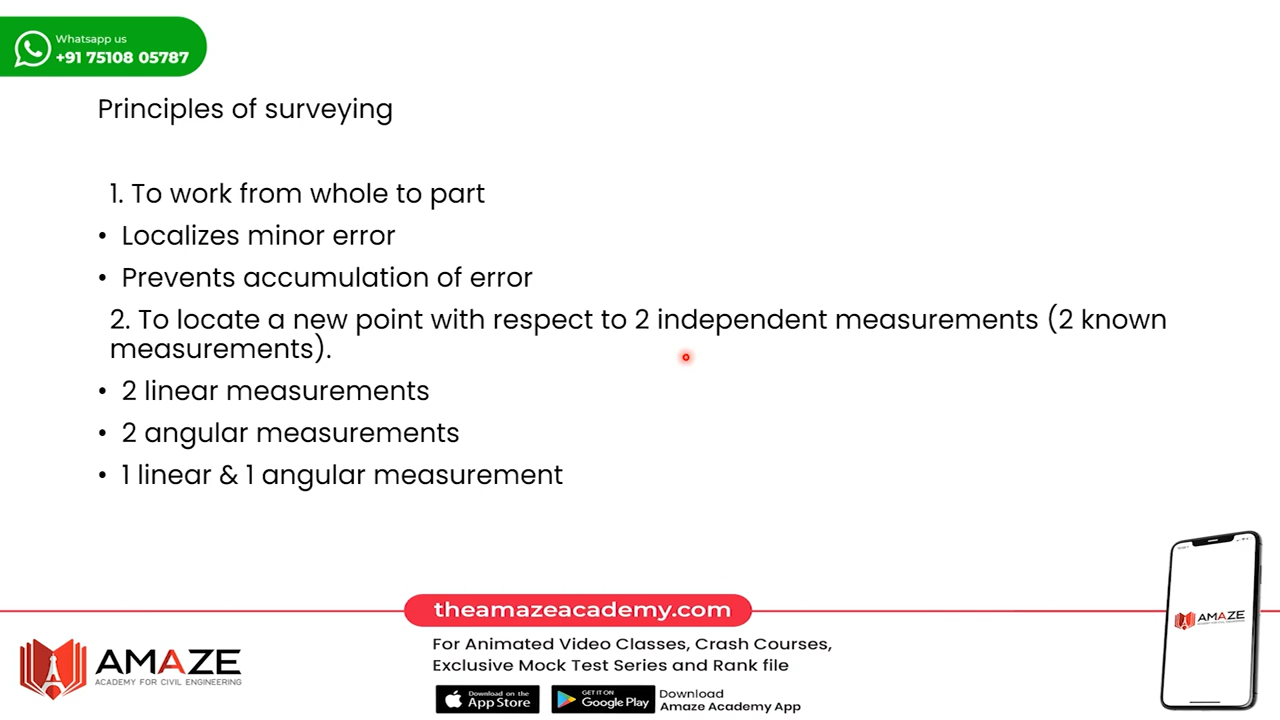 Whatsapp us
+91 75108 05787
Principles of surveying
1. To work from whole to part
• Localizes minor error
• Prevents accumulation of error
2. To locate a new point with respect to 2 independent measurements (2 known
measurements).
• 2 linear measurements
• 2 angular measurements
• 1 linear & 1 angular measurement
theamazeacademy.com
For Animated Video Classes, Crash Courses,
Exclusive Mock Test Series and Rank file
AMAZE
ACADEMY FOR CIVIL ENGINEERING
Download on the
App Store
GET IT ON
Google Play
Download
Amaze Academy App
AMAZE
ACADEMY FOR CIVIL ENGINEERING